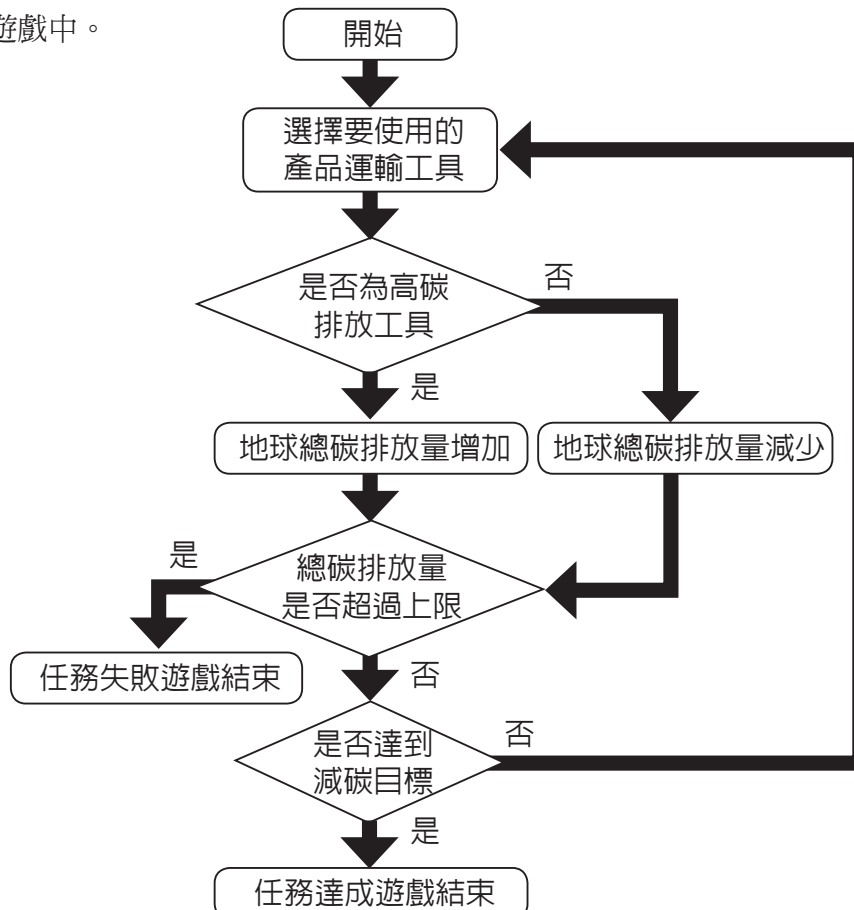 遊戲中。
開始
選擇要使用的
產品運輸工具
是否為高碳
排放工具
否
是
地球總碳排放量增加
地球總碳排放量減少
是
總碳排放量
是否超過上限
任務失敗遊戲結束
否
是否達到
減碳目標
否
是
任務達成遊戲結束